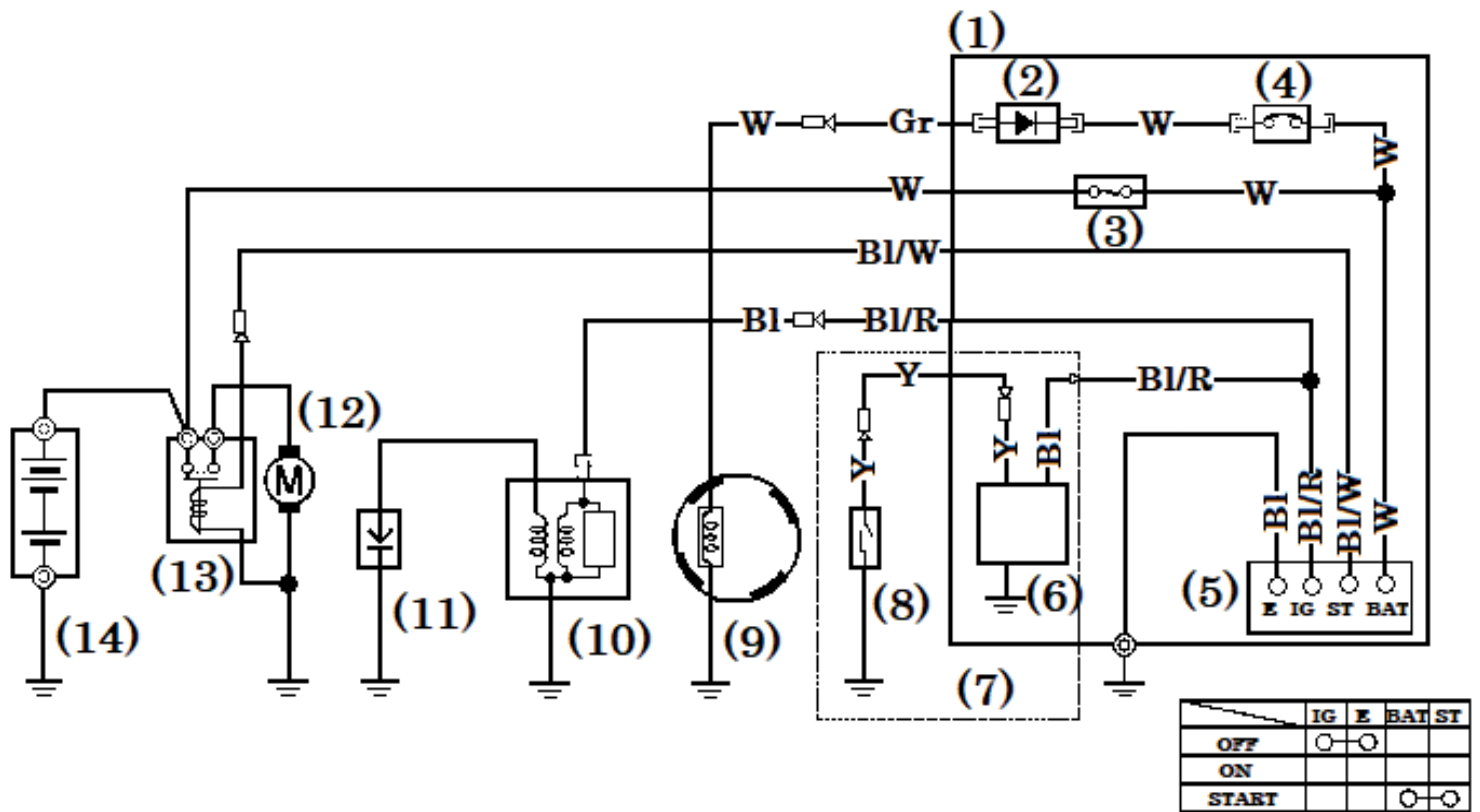 (1)
(2)
(4)
W
Gr
W
W
W
W
(3)
Bl/W
Bl
Bl/R
Y
Bl/R
(12)
Y
Y
Bl
M
Bl
Bl/R
Bl/W
W
(13)
(14)
(11)
(10)
(9)
(8)
(6)
(5)
E IG ST BAT
(7)
IG E BAT ST
OFF
ON
START